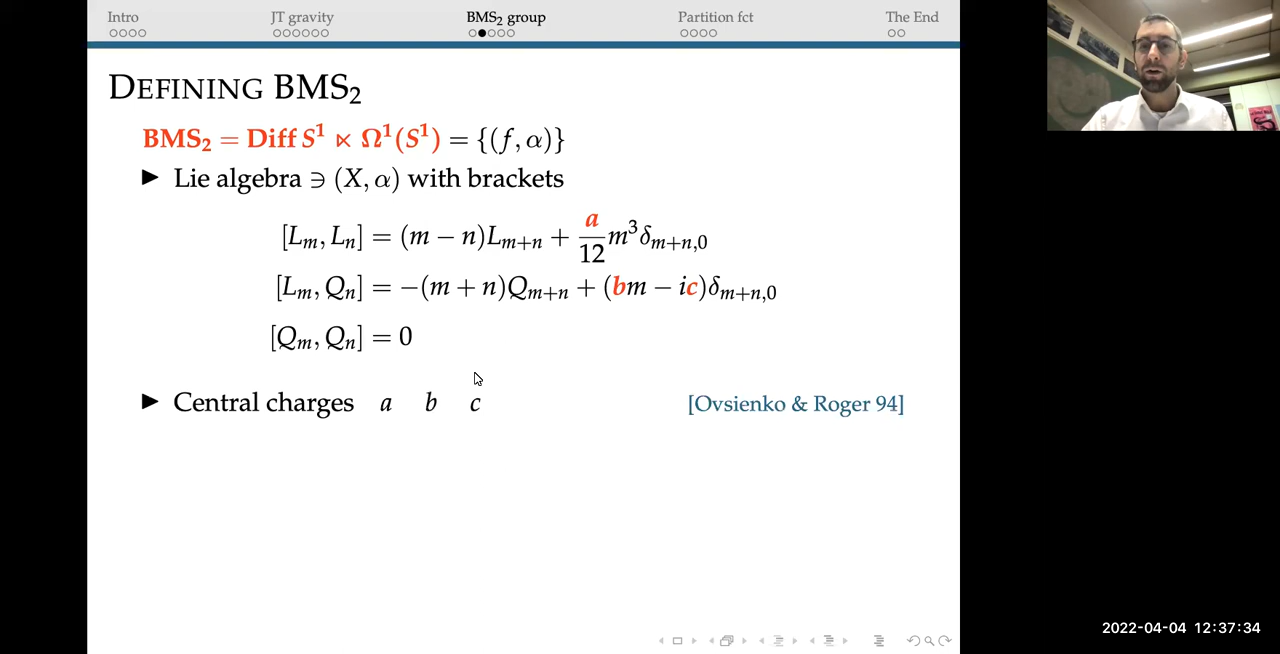 Intro JT gravity BMS₂ group Partition fct The End
DEFINING BMS₂
BMS₂ = Diff S¹ ⋉ Ω¹(S¹) = {(f, α)}
▶ Lie algebra ∋ (X, α) with brackets
[Lₘ, Lₙ] = (m − n)Lₘ₊ₙ + a/12 m³δₘ₊ₙ,₀
[Lₘ, Qₙ] = −(m + n)Qₘ₊ₙ + (bm − ic)δₘ₊ₙ,₀
[Qₘ, Qₙ] = 0
▶ Central charges a b c [Ovsienko & Roger 94]
2022-04-04 12:37:34